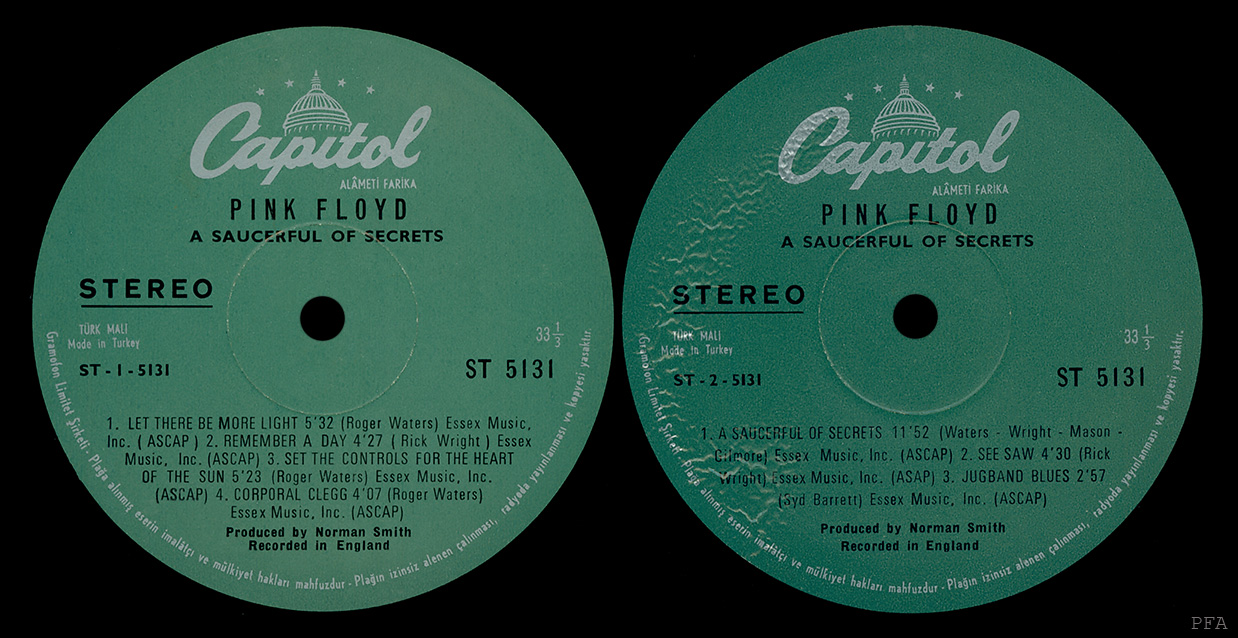 Capitol
ALÂMETİ FARİKA
PINK FLOYD
A SAUCERFUL OF SECRETS
STEREO
TÜRK MALI
Made in Turkey
33 1/3
ST - 1 - 5131
ST 5131
1. LET THERE BE MORE LIGHT 5'32 (Roger Waters) Essex Music,
Inc. ( ASCAP ) 2. REMEMBER A DAY 4'27 ( Rick Wright ) Essex
Music, Inc. (ASCAP) 3. SET THE CONTROLS FOR THE HEART
OF THE SUN 5'23 (Roger Waters) Essex Music, Inc.
(ASCAP) 4. CORPORAL CLEGG 4'07 (Roger Waters)
Essex Music, Inc. (ASCAP)
Produced by Norman Smith
Recorded in England
Gramofon Limitet Şirketi - Plağa alınmış eserin imalâtçı ve mülkiyet hakları mahfuzdur - Plağın izinsiz alenen çalınması, radyoda yayınlanması ve kopyesi yasaktır.
Capitol
ALÂMETİ FARİKA
PINK FLOYD
A SAUCERFUL OF SECRETS
STEREO
TÜRK MALI
Made in Turkey
33 1/3
ST - 2 - 5131
ST 5131
1. A SAUCERFUL OF SECRETS 11'52 (Waters - Wright - Mason -
Gilmore) Essex Music, Inc. (ASCAP) 2. SEE SAW 4'30 (Rick
Wright) Essex Music, Inc. (ASAP) 3. JUGBAND BLUES 2'57
(Syd Barrett) Essex Music, Inc. (ASCAP)
Produced by Norman Smith
Recorded in England
Gramofon Limitet Şirketi - Plağa alınmış eserin imalâtçı ve mülkiyet hakları mahfuzdur - Plağın izinsiz alenen çalınması, radyoda yayınlanması ve kopyesi yasaktır.
PFA